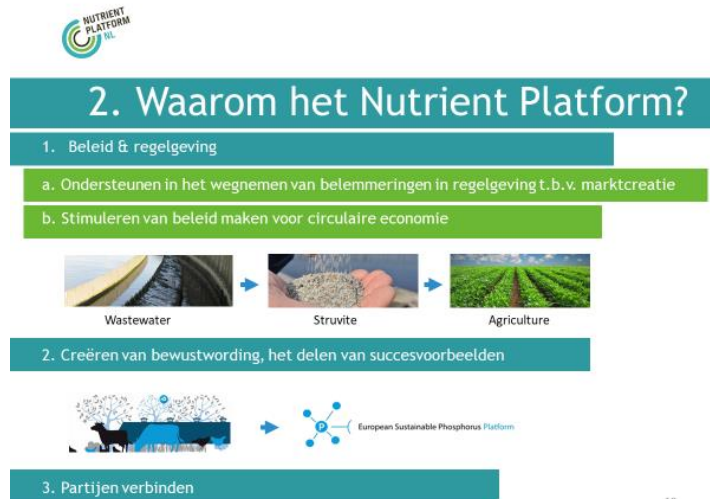 NUTRIENT
PLATFORM
NL
2. Waarom het Nutrient Platform?
1. Beleid & regelgeving
a. Ondersteunen in het wegnemen van belemmeringen in regelgeving t.b.v. marktcreatie
b. Stimuleren van beleid maken voor circulaire economie
Wastewater
Struvite
Agriculture
2. Creëren van bewustwording, het delen van succesvoorbeelden
P
European Sustainable Phosphorus Platform
3. Partijen verbinden